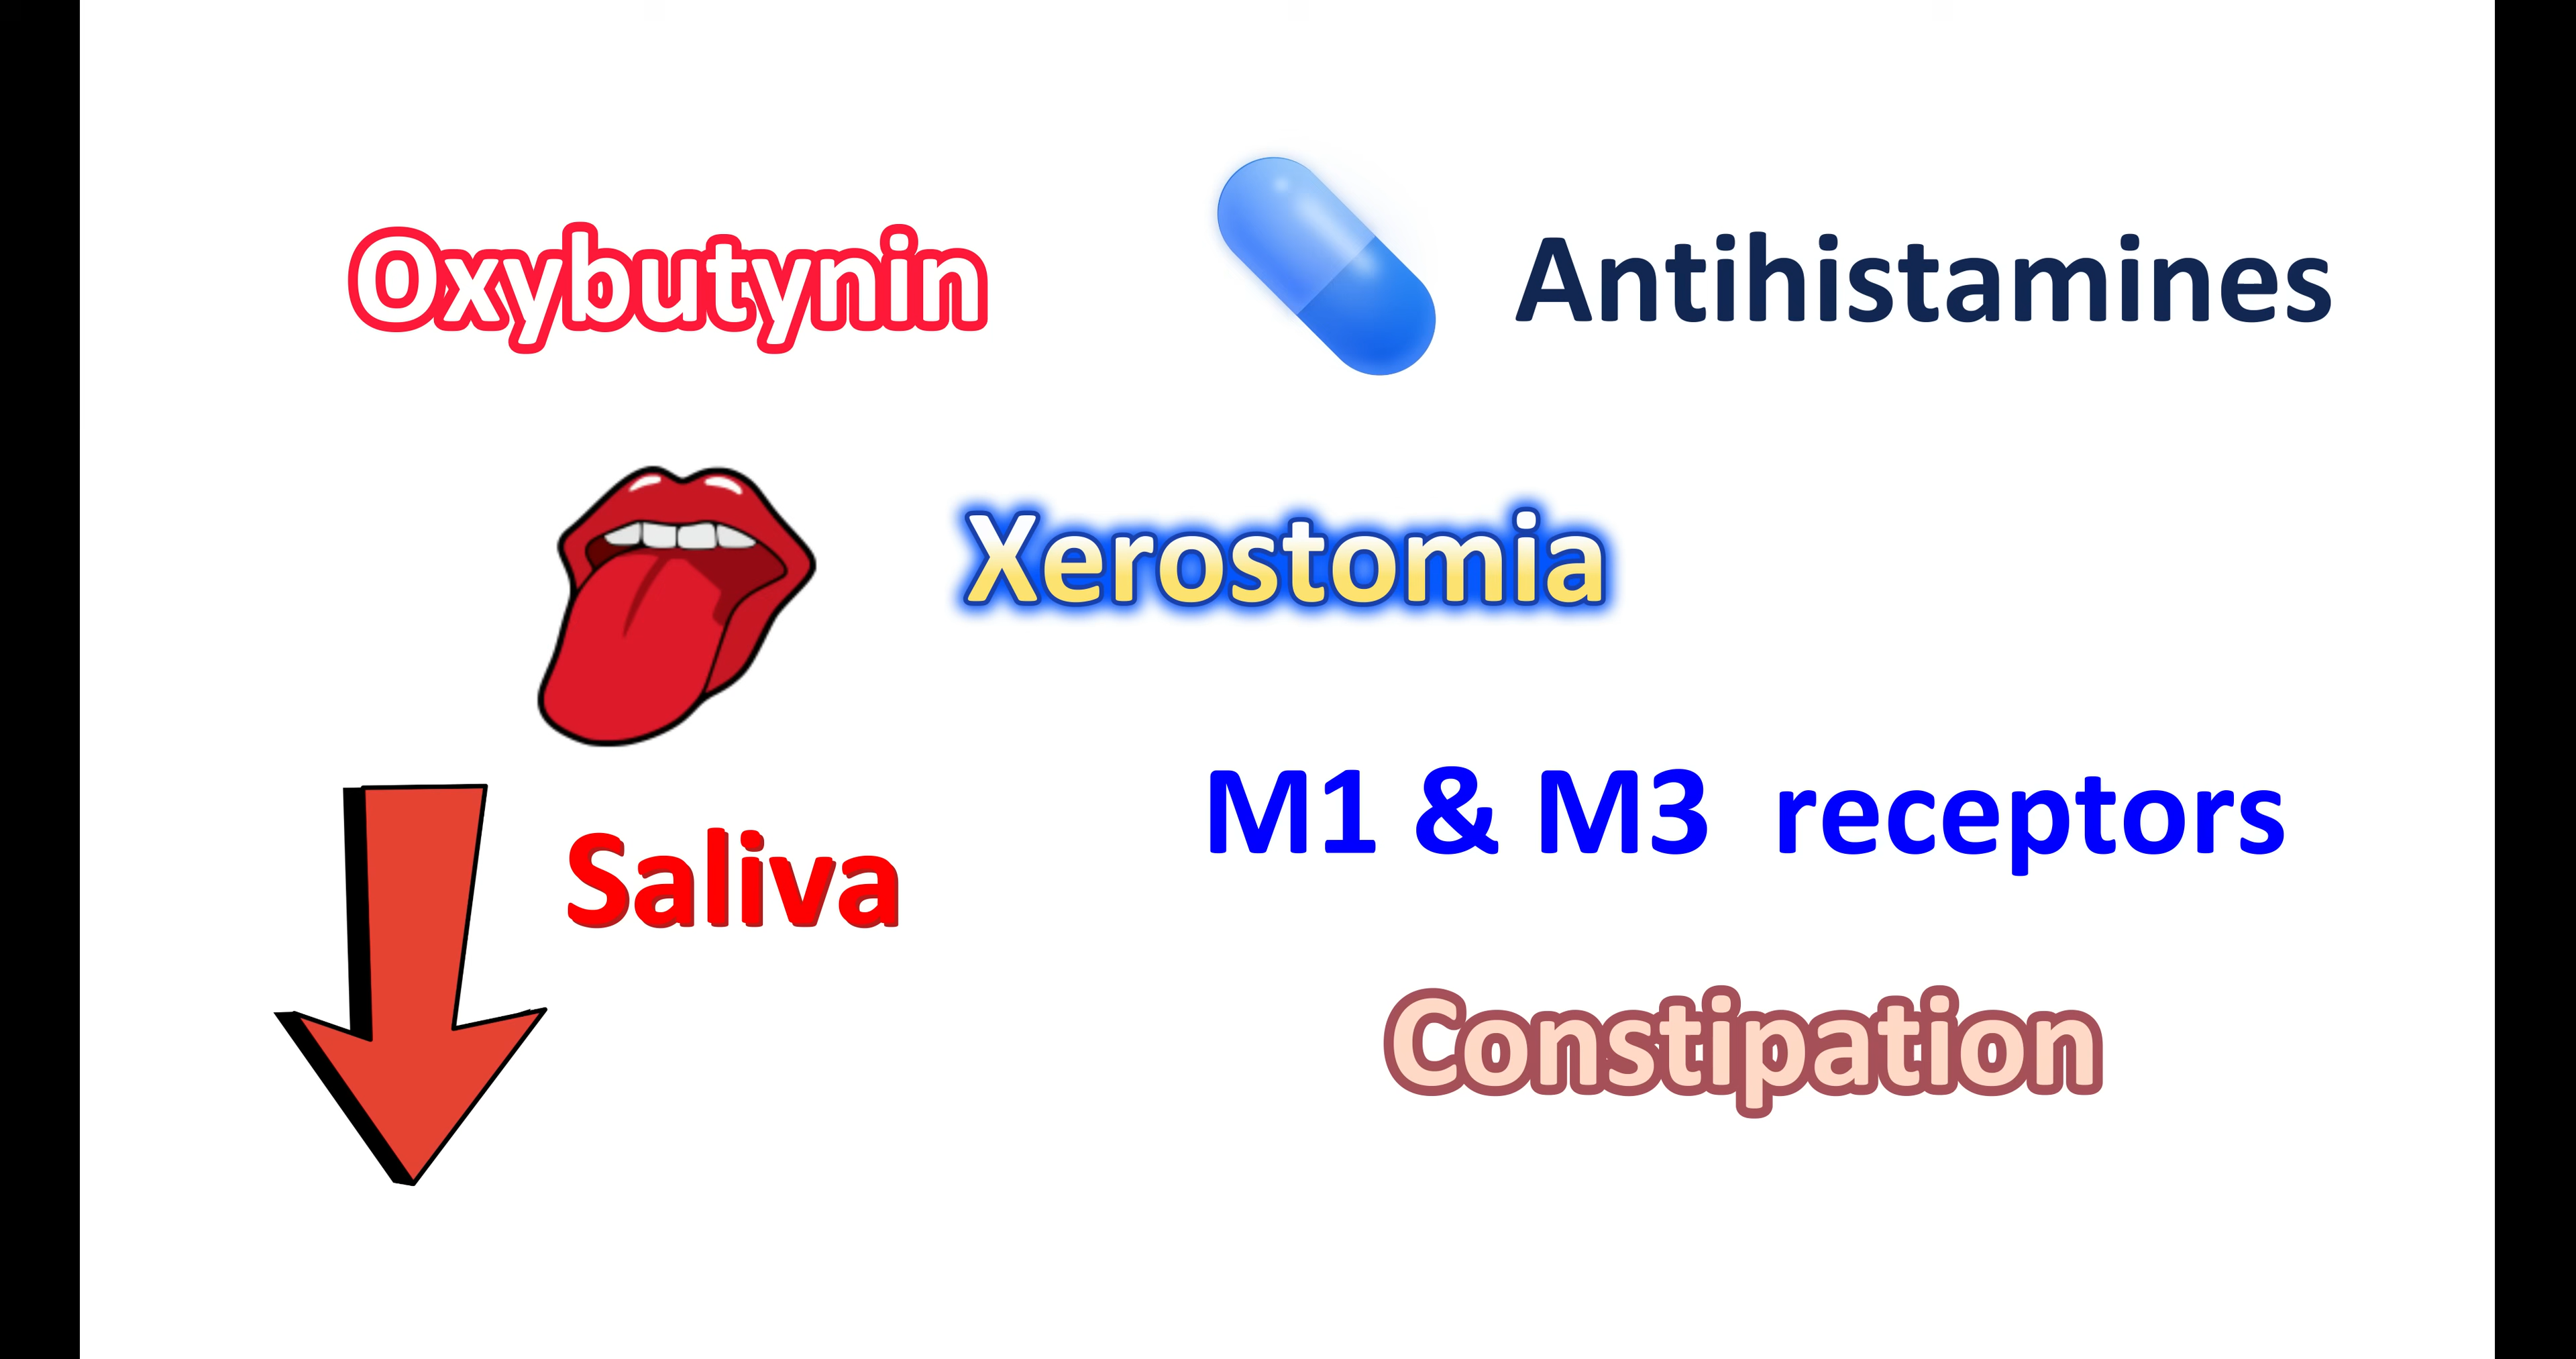 Oxybutynin
Antihistamines
Xerostomia
M1 & M3 receptors
Saliva
Constipation